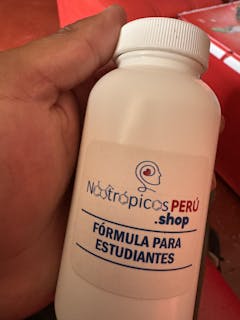 NootrópicosPERÚ
.shop
FÓRMULA PARA
ESTUDIANTES